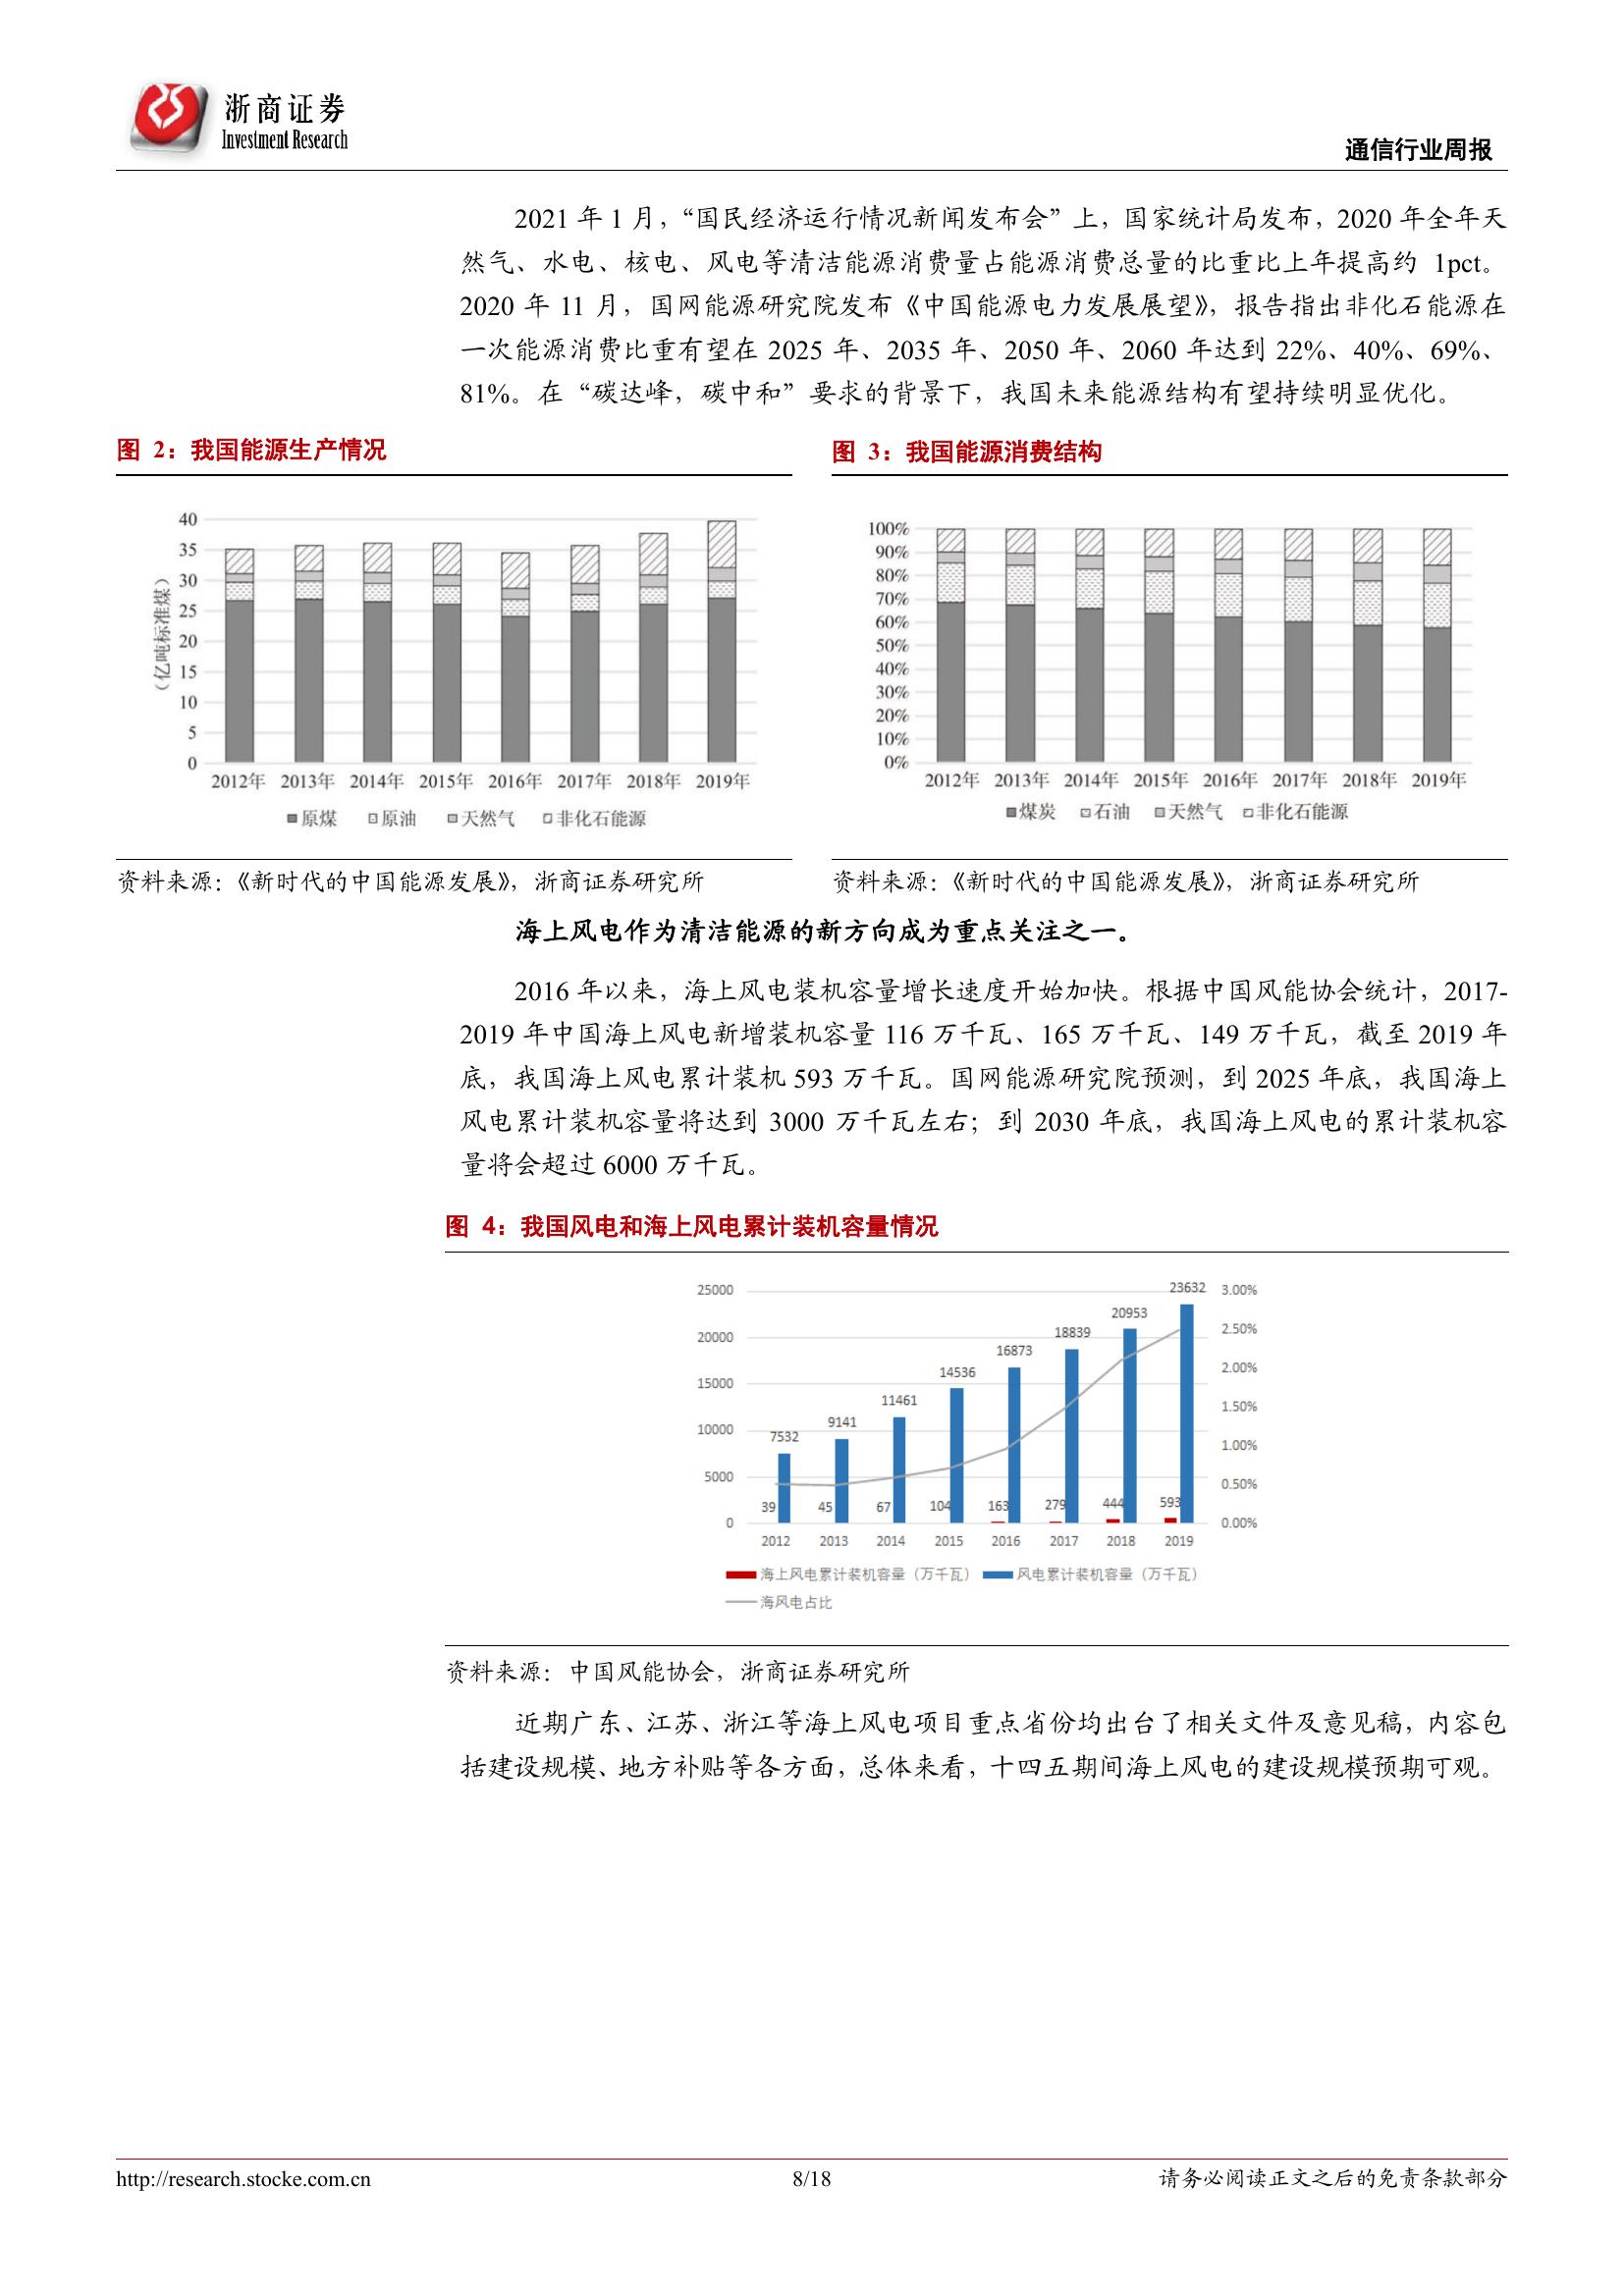 浙商证券
Investment Research
通信行业周报
2021 年 1 月，“国民经济运行情况新闻发布会”上，国家统计局发布，2020 年全年天
然气、水电、核电、风电等清洁能源消费量占能源消费总量的比重比上年提高约 1pct。
2020 年 11 月，国网能源研究院发布《中国能源电力发展展望》，报告指出非化石能源在
一次能源消费比重有望在 2025 年、2035 年、2050 年、2060 年达到 22%、40%、69%、
81%。在“碳达峰，碳中和”要求的背景下，我国未来能源结构有望持续明显优化。
图 2：我国能源生产情况
（亿吨标准煤）
40
35
30
25
20
15
10
5
0
2012年 2013年 2014年 2015年 2016年 2017年 2018年 2019年
原煤 原油 天然气 非化石能源
资料来源：《新时代的中国能源发展》，浙商证券研究所
图 3：我国能源消费结构
100%
90%
80%
70%
60%
50%
40%
30%
20%
10%
0%
2012年 2013年 2014年 2015年 2016年 2017年 2018年 2019年
煤炭 石油 天然气 非化石能源
资料来源：《新时代的中国能源发展》，浙商证券研究所
海上风电作为清洁能源的新方向成为重点关注之一。
2016 年以来，海上风电装机容量增长速度开始加快。根据中国风能协会统计，2017-
2019 年中国海上风电新增装机容量 116 万千瓦、165 万千瓦、149 万千瓦，截至 2019 年
底，我国海上风电累计装机 593 万千瓦。国网能源研究院预测，到 2025 年底，我国海上
风电累计装机容量将达到 3000 万千瓦左右；到 2030 年底，我国海上风电的累计装机容
量将会超过 6000 万千瓦。
图 4：我国风电和海上风电累计装机容量情况
25000
20000
15000
10000
5000
0
7532 9141 11461 14536 16873 18839 20953 23632
39 45 67 104 163 279 444 593
3.00%
2.50%
2.00%
1.50%
1.00%
0.50%
0.00%
2012 2013 2014 2015 2016 2017 2018 2019
海上风电累计装机容量（万千瓦） 风电累计装机容量（万千瓦）
海风电占比
资料来源：中国风能协会，浙商证券研究所
近期广东、江苏、浙江等海上风电项目重点省份均出台了相关文件及意见稿，内容包
括建设规模、地方补贴等各方面，总体来看，十四五期间海上风电的建设规模预期可观。
http://research.stocke.com.cn
8/18
请务必阅读正文之后的免责条款部分